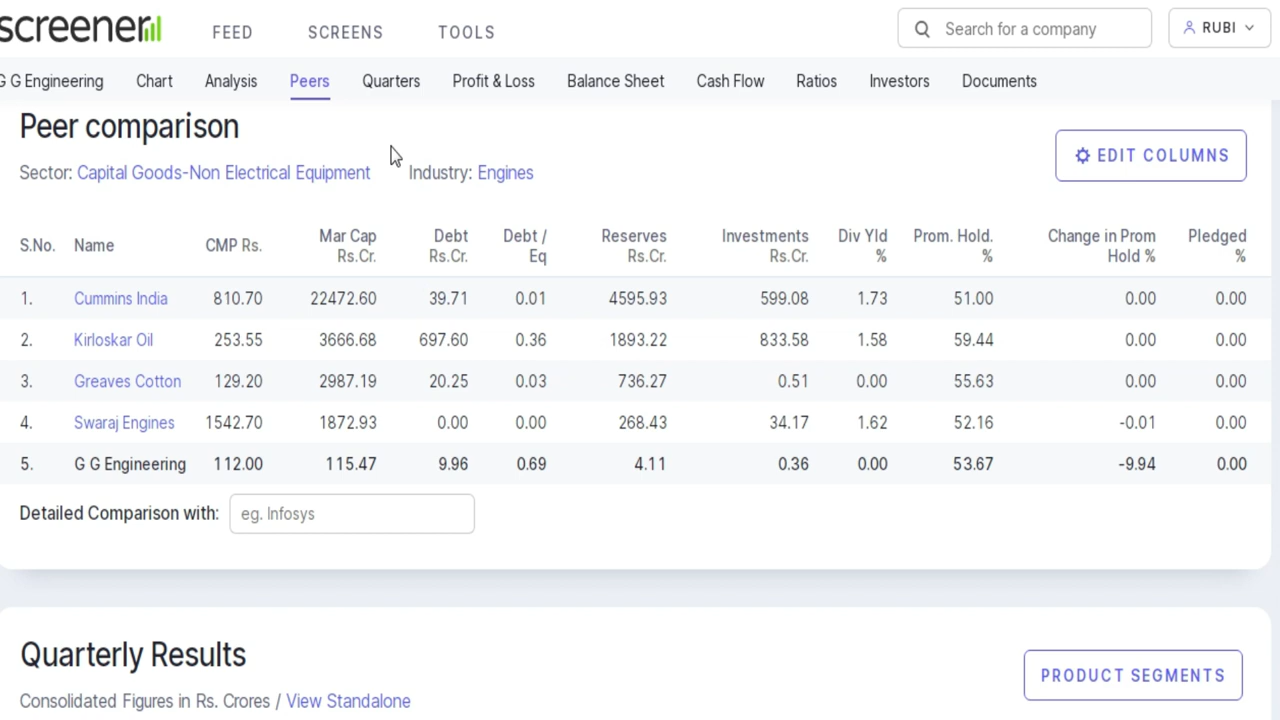 screener FEED SCREENS TOOLS Search for a company RUBI
G G Engineering Chart Analysis Peers Quarters Profit & Loss Balance Sheet Cash Flow Ratios Investors Documents
Peer comparison
EDIT COLUMNS
Sector: Capital Goods-Non Electrical Equipment Industry: Engines
S.No. Name CMP Rs. Mar Cap Rs.Cr. Debt Rs.Cr. Debt / Eq Reserves Rs.Cr. Investments Rs.Cr. Div Yld % Prom. Hold. % Change in Prom Hold % Pledged %
1. Cummins India 810.70 22472.60 39.71 0.01 4595.93 599.08 1.73 51.00 0.00 0.00
2. Kirloskar Oil 253.55 3666.68 697.60 0.36 1893.22 833.58 1.58 59.44 0.00 0.00
3. Greaves Cotton 129.20 2987.19 20.25 0.03 736.27 0.51 0.00 55.63 0.00 0.00
4. Swaraj Engines 1542.70 1872.93 0.00 0.00 268.43 34.17 1.62 52.16 -0.01 0.00
5. G G Engineering 112.00 115.47 9.96 0.69 4.11 0.36 0.00 53.67 -9.94 0.00
Detailed Comparison with: eg. Infosys
Quarterly Results
PRODUCT SEGMENTS
Consolidated Figures in Rs. Crores / View Standalone